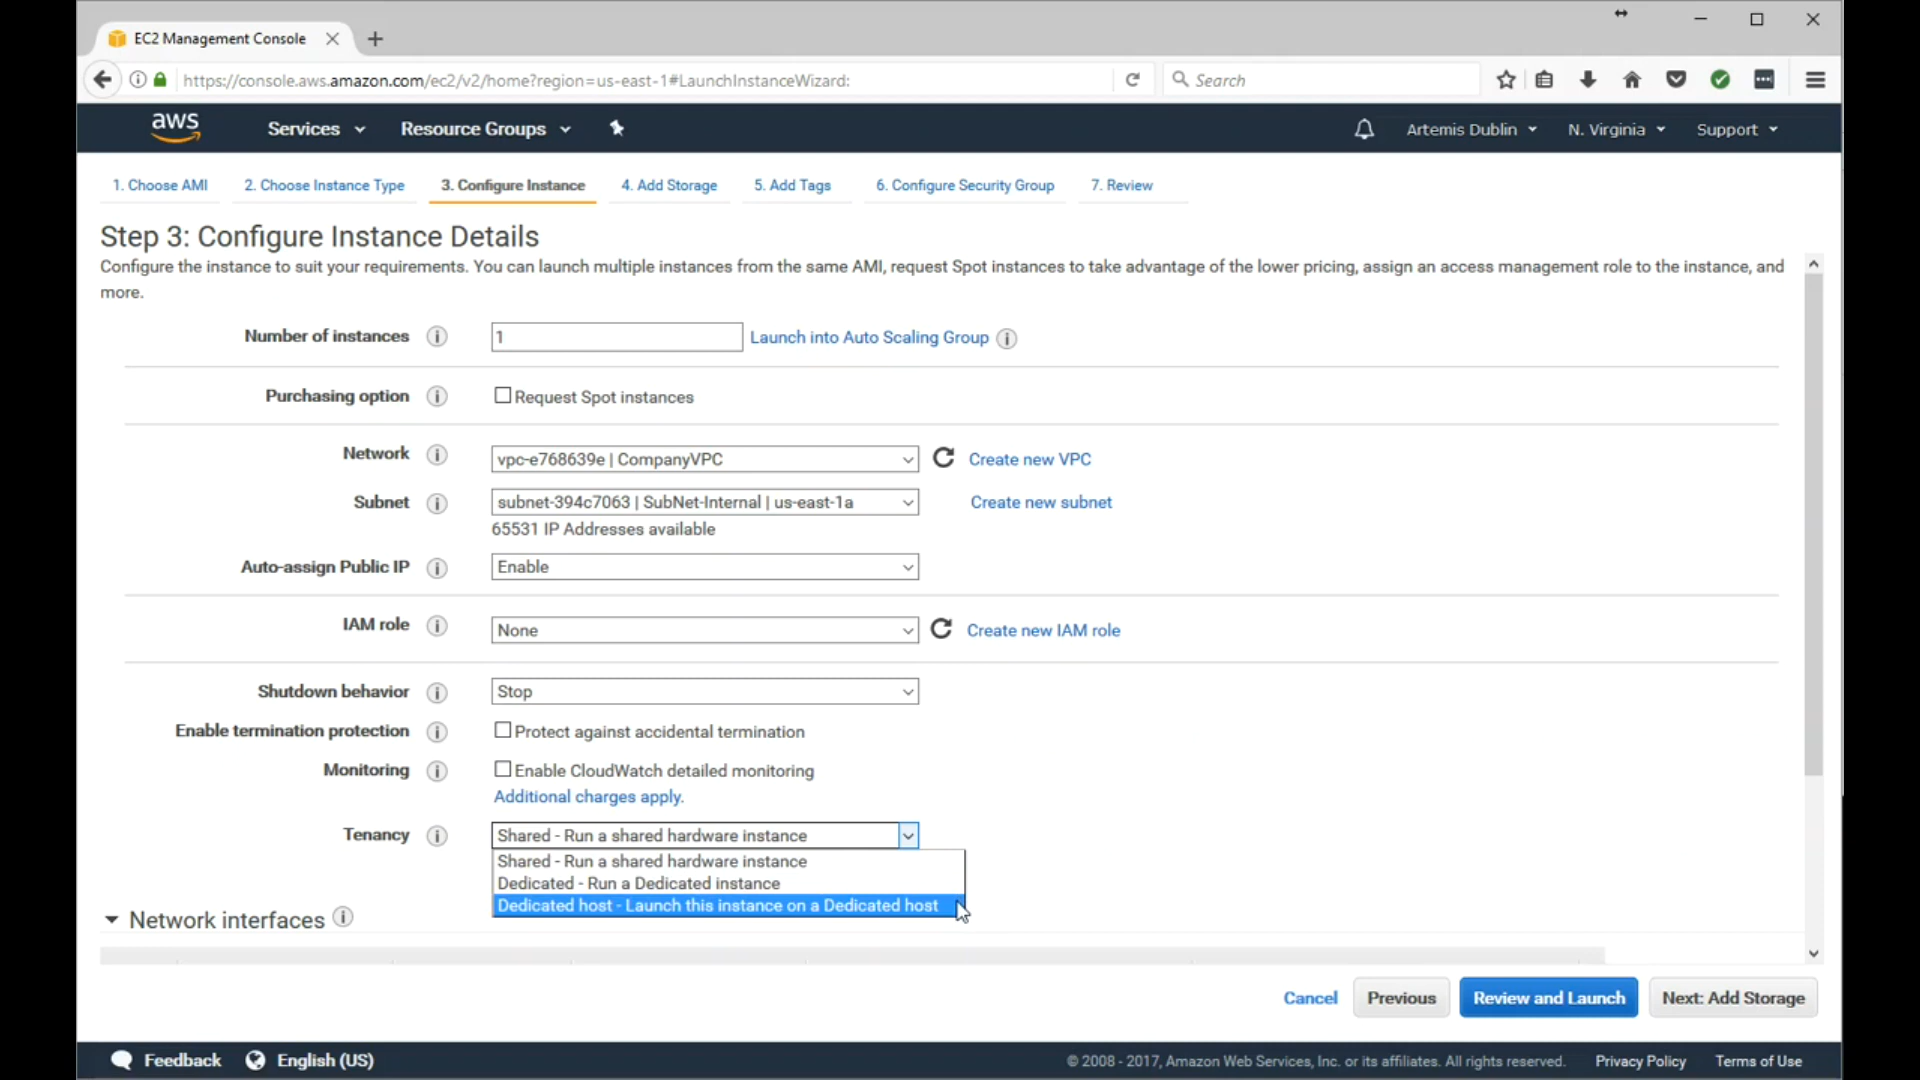 EC2 Management Console
https://console.aws.amazon.com/ec2/v2/home?region=us-east-1#LaunchInstanceWizard:
Search
aws
Services
Resource Groups
Artemis Dublin
N. Virginia
Support
1. Choose AMI
2. Choose Instance Type
3. Configure Instance
4. Add Storage
5. Add Tags
6. Configure Security Group
7. Review
Step 3: Configure Instance Details
Configure the instance to suit your requirements. You can launch multiple instances from the same AMI, request Spot instances to take advantage of the lower pricing, assign an access management role to the instance, and
more.
Number of instances
1
Launch into Auto Scaling Group
Purchasing option
Request Spot instances
Network
vpc-e768639e | CompanyVPC
Create new VPC
Subnet
subnet-394c7063 | SubNet-Internal | us-east-1a
Create new subnet
65531 IP Addresses available
Auto-assign Public IP
Enable
IAM role
None
Create new IAM role
Shutdown behavior
Stop
Enable termination protection
Protect against accidental termination
Monitoring
Enable CloudWatch detailed monitoring
Additional charges apply.
Tenancy
Shared - Run a shared hardware instance
Shared - Run a shared hardware instance
Dedicated - Run a Dedicated instance
Dedicated host - Launch this instance on a Dedicated host
Network interfaces
Cancel
Previous
Review and Launch
Next: Add Storage
Feedback
English (US)
© 2008 - 2017, Amazon Web Services, Inc. or its affiliates. All rights reserved.
Privacy Policy
Terms of Use